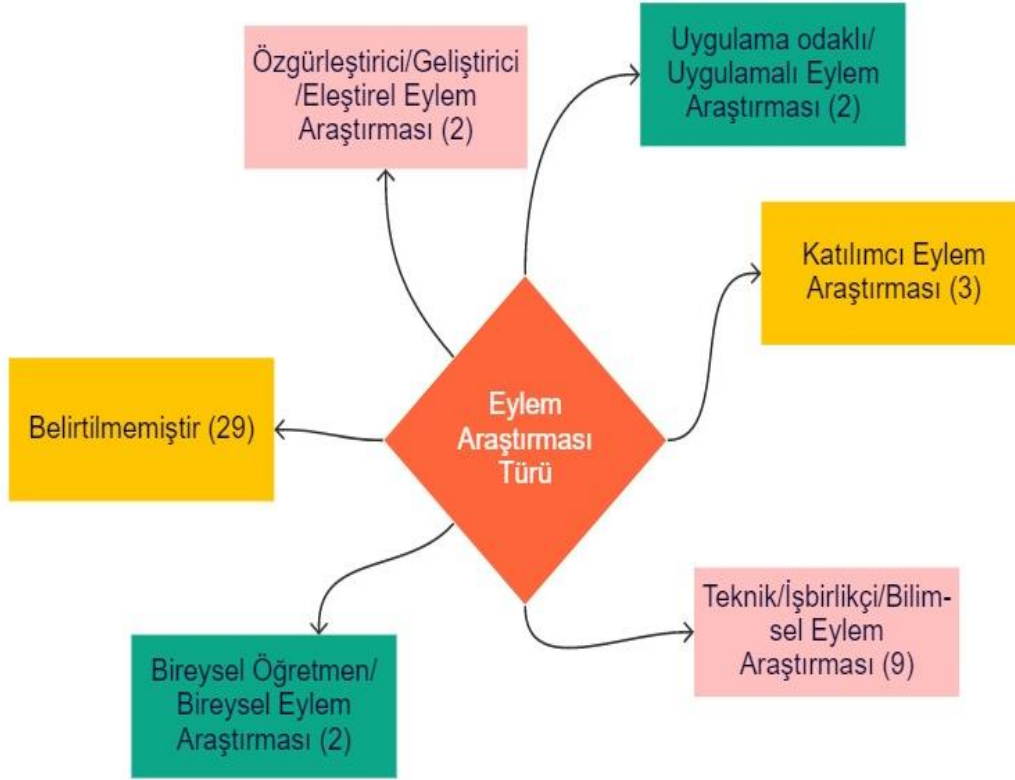 Özgürleştirici/Geliştirici
/Eleştirel Eylem
Araştırması (2)
Uygulama odaklı/
Uygulamalı Eylem
Araştırması (2)
Katılımcı Eylem
Araştırması (3)
Belirtilmemiştir (29)
Eylem
Araştırması
Türü
Teknik/İşbirlikçi/Bilim-
sel Eylem
Araştırması (9)
Bireysel Öğretmen/
Bireysel Eylem
Araştırması (2)